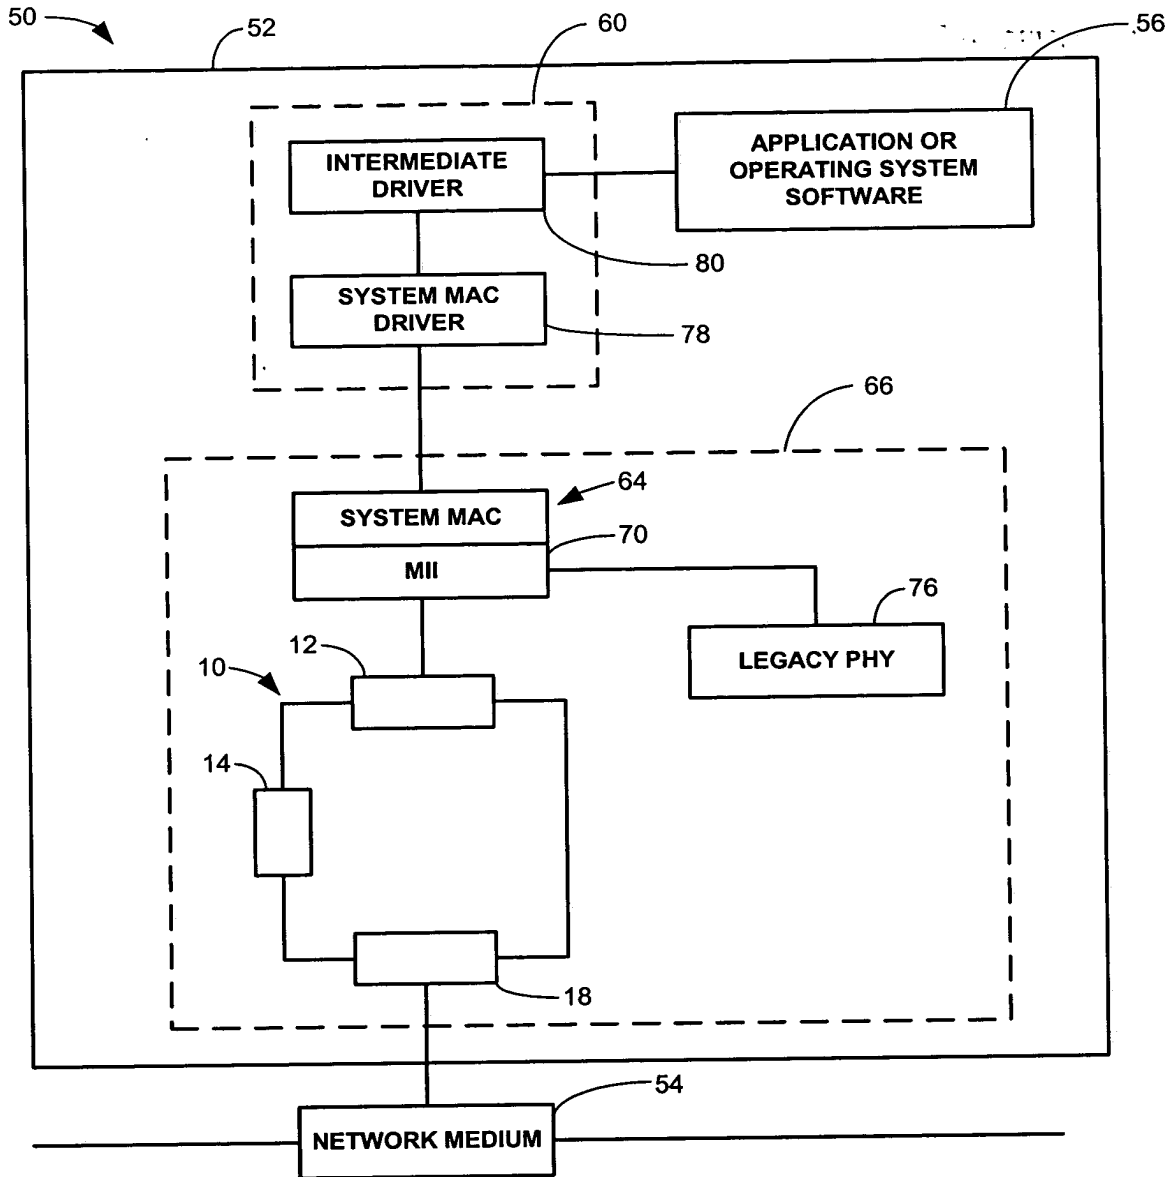 50
52
60
56
INTERMEDIATE
DRIVER
APPLICATION OR
OPERATING SYSTEM
SOFTWARE
80
SYSTEM MAC
DRIVER
78
66
SYSTEM MAC
64
70
MII
76
LEGACY PHY
12
10
14
18
54
NETWORK MEDIUM